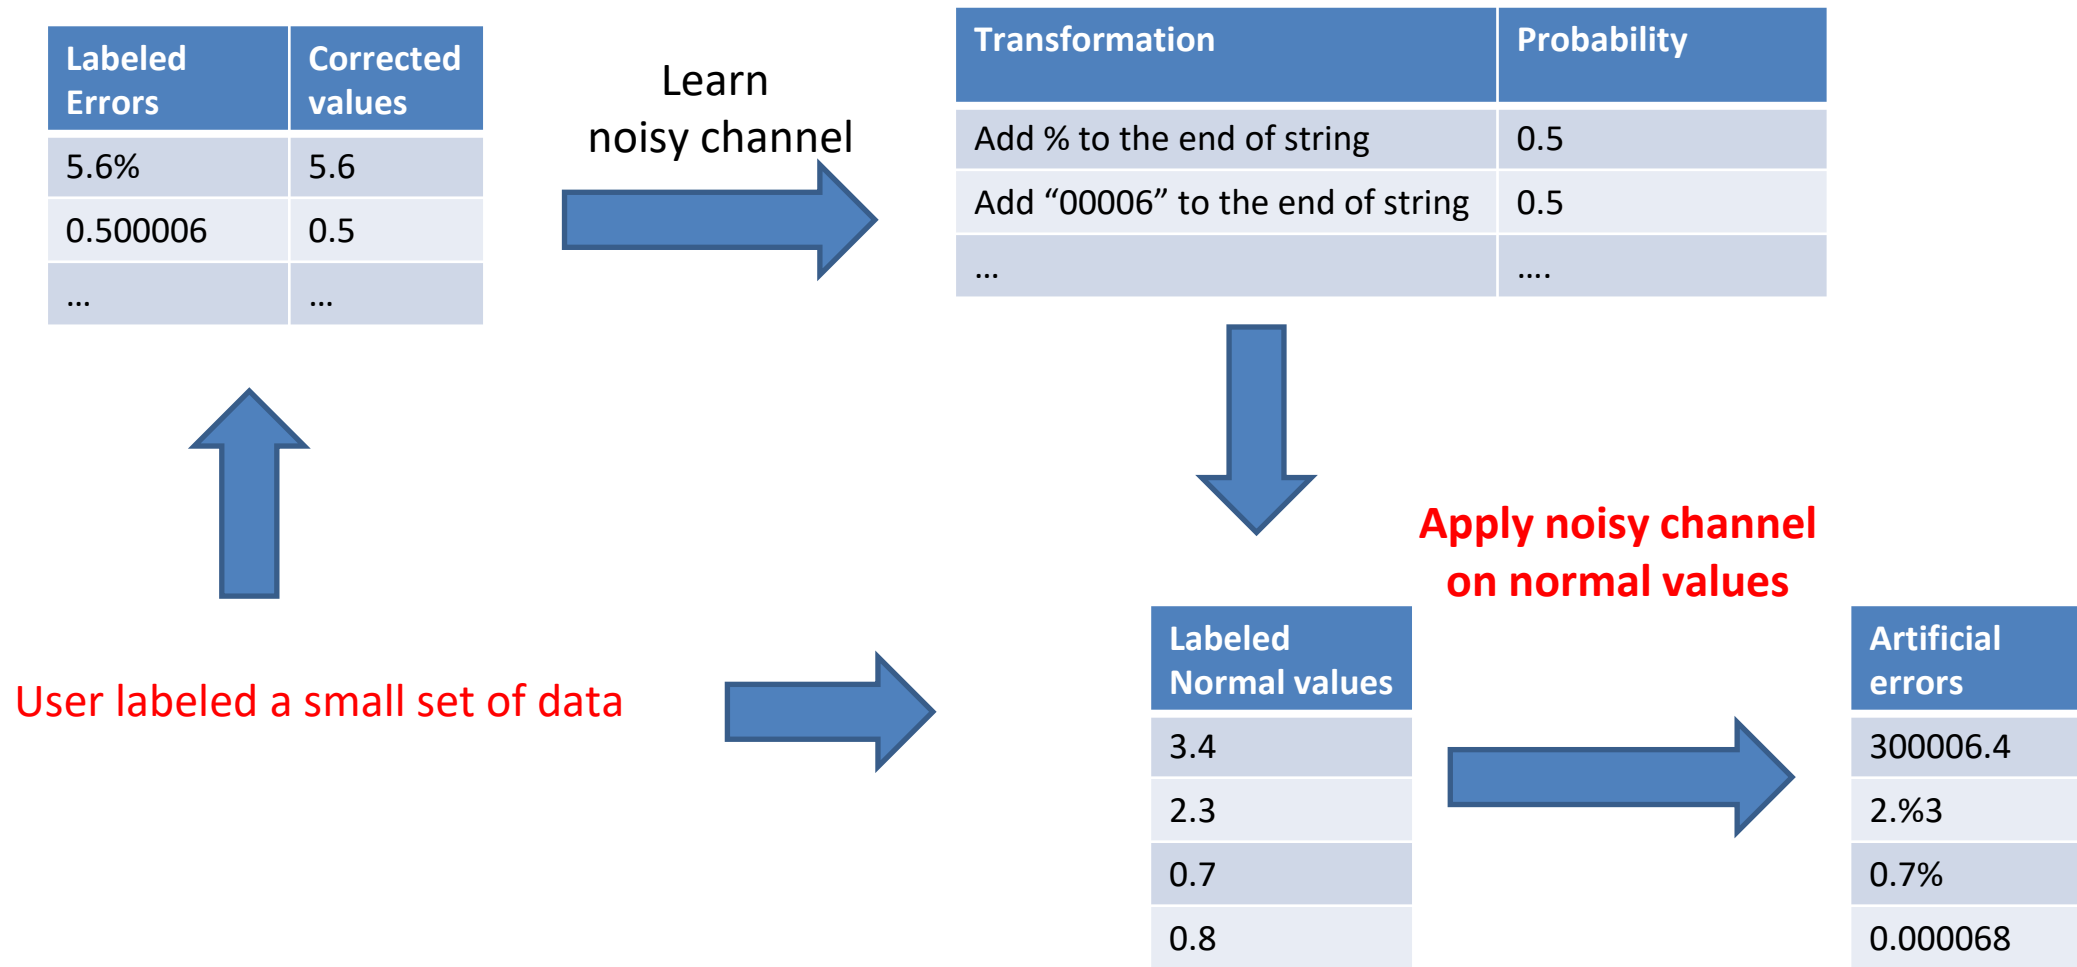 Labeled Errors
Corrected values
5.6%
5.6
0.500006
0.5
...
...
Learn
noisy channel
Transformation
Probability
Add % to the end of string
0.5
Add “00006” to the end of string
0.5
...
....
User labeled a small set of data
Apply noisy channel
on normal values
Labeled
Normal values
3.4
2.3
0.7
0.8
Artificial
errors
300006.4
2.%3
0.7%
0.000068